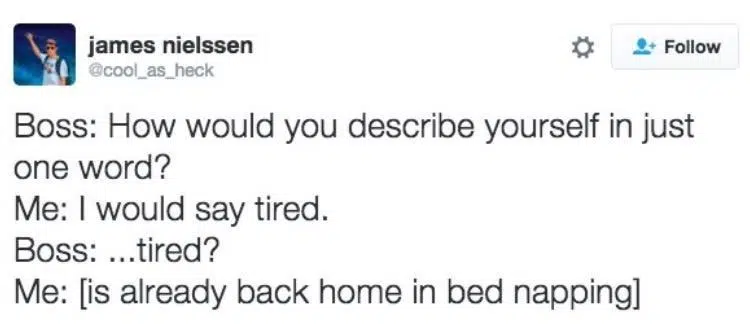 james nielssen
@cool_as_heck
Follow
Boss: How would you describe yourself in just
one word?
Me: I would say tired.
Boss: ...tired?
Me: [is already back home in bed napping]